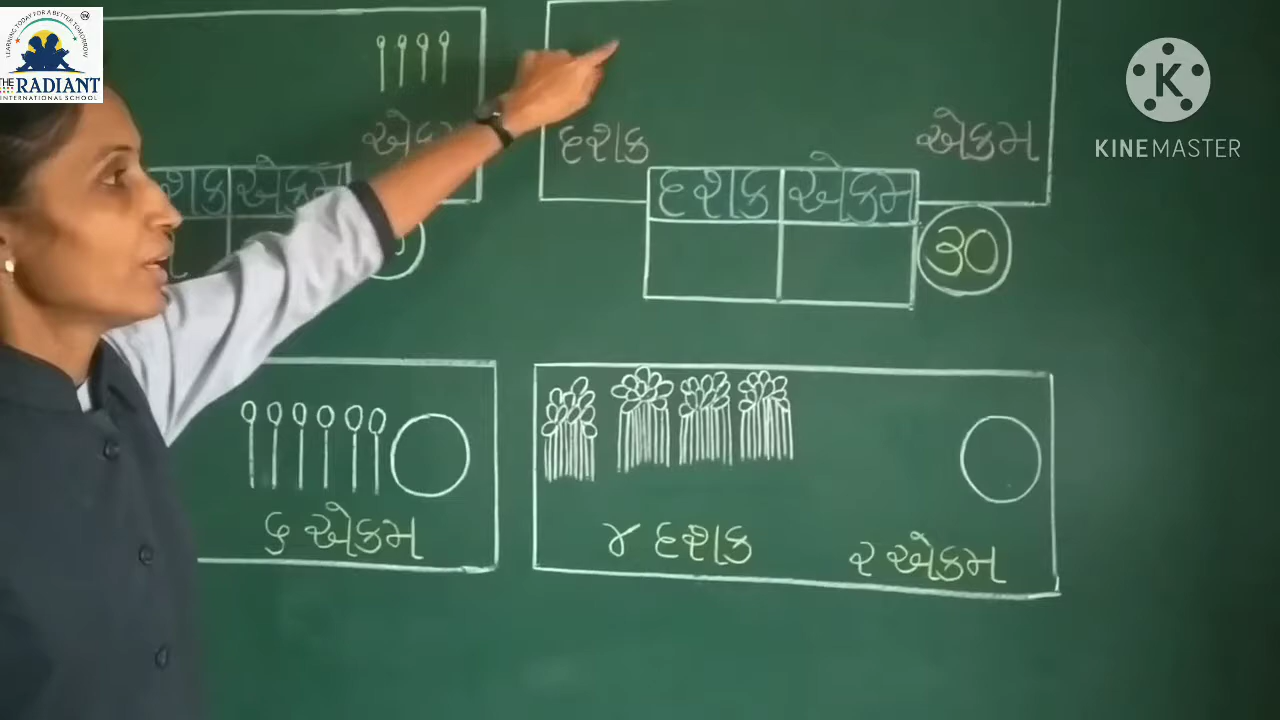 LEARNING TODAY FOR A BETTER TOMORROW
THE RADIANT
INTERNATIONAL SCHOOL
K
KINEMASTER
દશક એકમ
દશક એકમ
૩૦
એકમ
૬ એકમ
૪ દશક ૨ એકમ